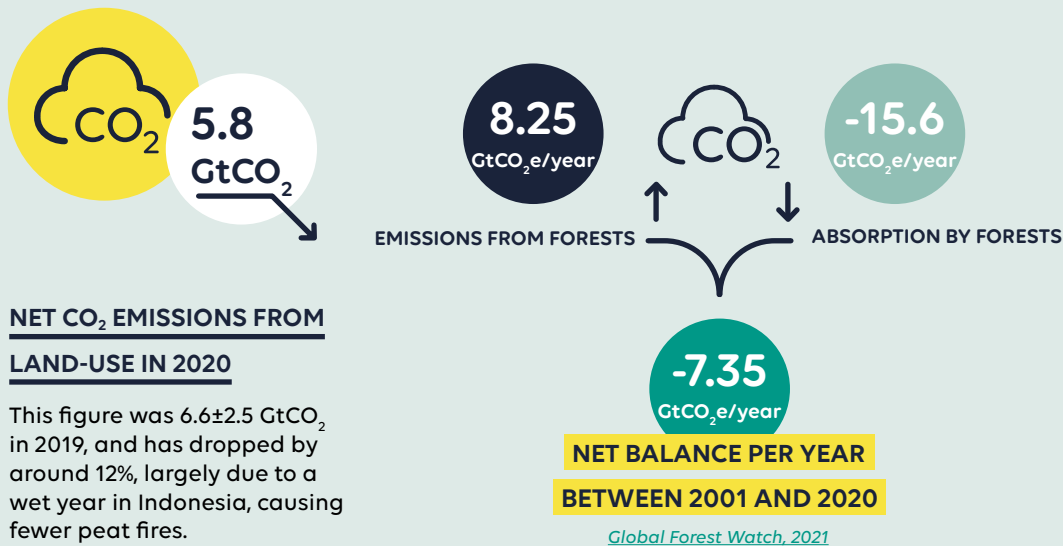 CO₂
5.8
GtCO₂
NET CO₂ EMISSIONS FROM
LAND-USE IN 2020
This figure was 6.6±2.5 GtCO₂
in 2019, and has dropped by
around 12%, largely due to a
wet year in Indonesia, causing
fewer peat fires.
8.25
GtCO₂e/year
CO₂
-15.6
GtCO₂e/year
EMISSIONS FROM FORESTS
ABSORPTION BY FORESTS
-7.35
GtCO₂e/year
NET BALANCE PER YEAR
BETWEEN 2001 AND 2020
Global Forest Watch, 2021